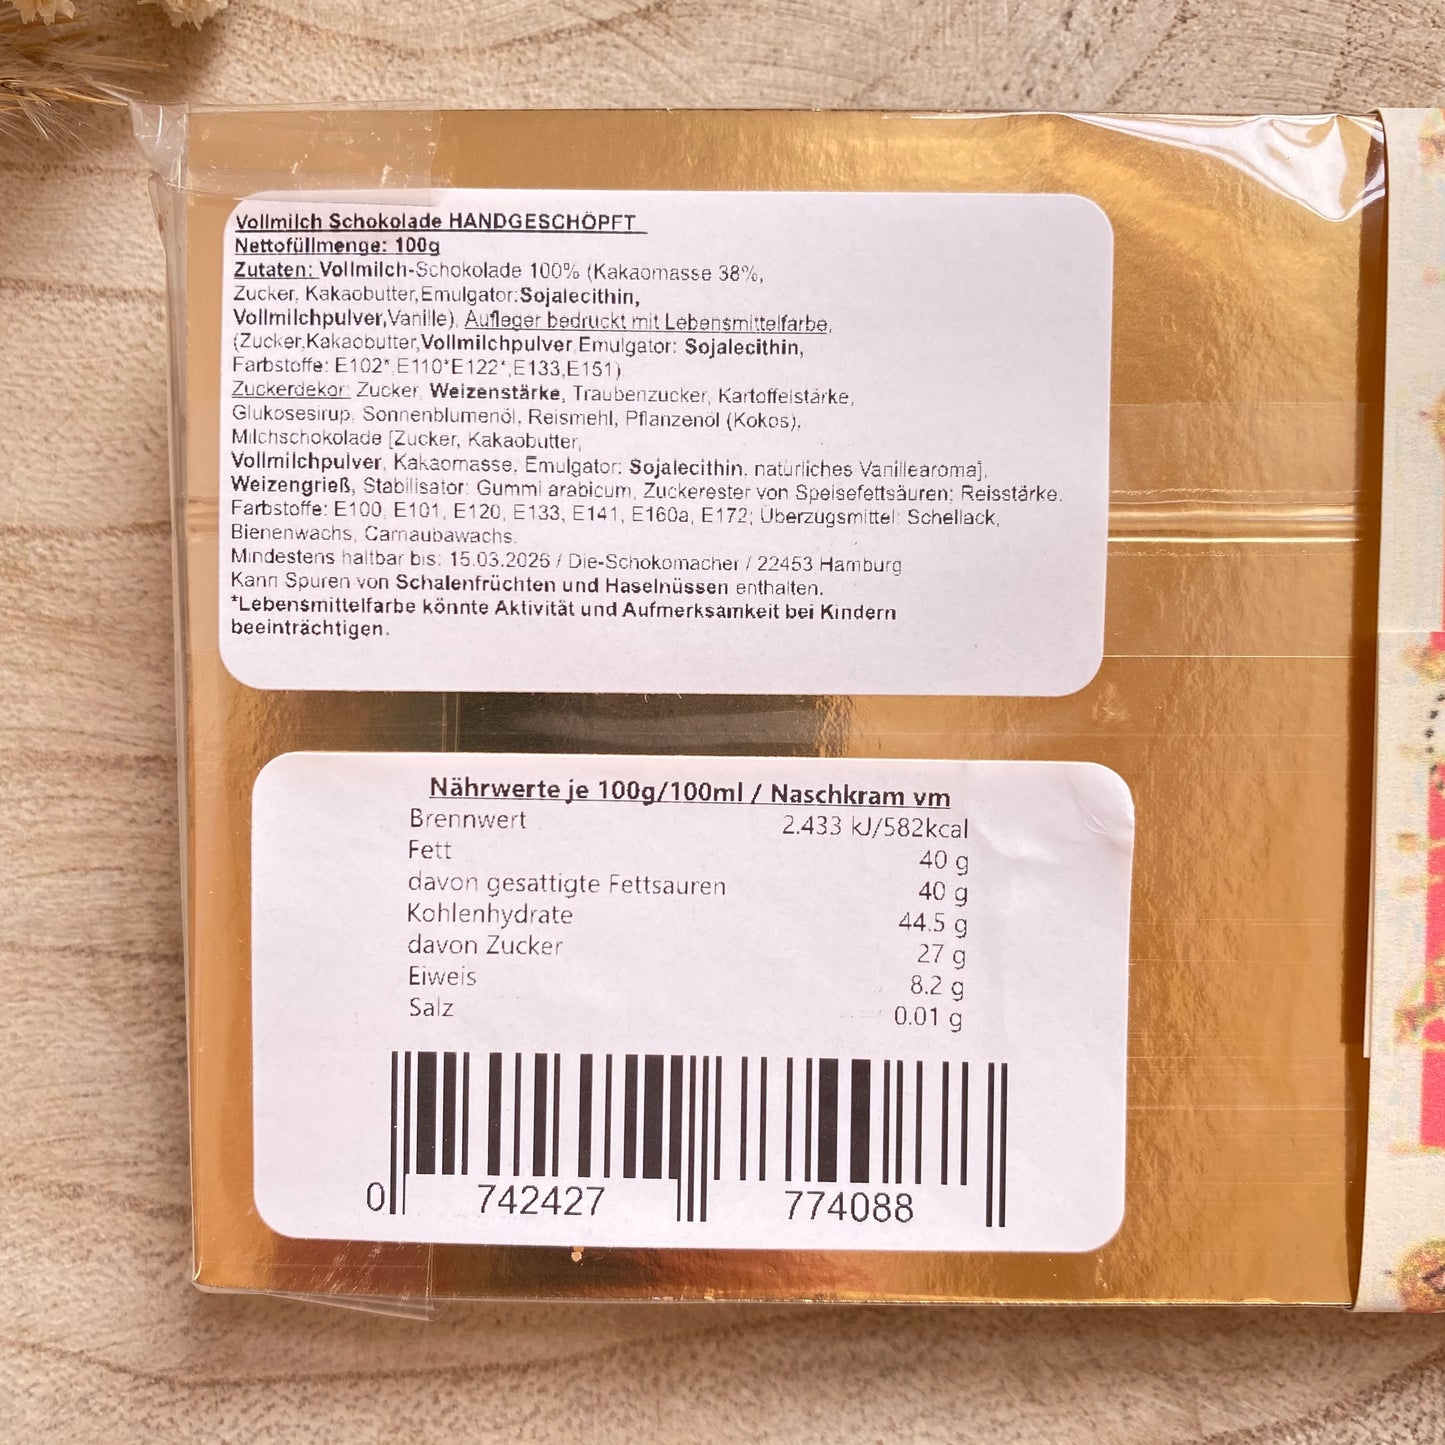 Vollmilch Schokolade HANDGESCHÖPFT
Nettofüllmenge: 100g
Zutaten: Vollmilch-Schokolade 100% (Kakaomasse 38%,
Zucker, Kakaobutter,Emulgator:Sojalecithin,
Vollmilchpulver,Vanille), Aufleger bedruckt mit Lebensmittelfarbe,
(Zucker,Kakaobutter,Vollmilchpulver,Emulgator: Sojalecithin,
Farbstoffe: E102*,E110*E122*,E133,E151)
Zuckerdekor: Zucker, Weizenstärke, Traubenzucker, Kartoffelstärke,
Glukosesirup, Sonnenblumenöl, Reismehl, Pflanzenöl (Kokos),
Milchschokolade [Zucker, Kakaobutter,
Vollmilchpulver, Kakaomasse, Emulgator: Sojalecithin, natürliches Vanillearoma],
Weizengrieß, Stabilisator: Gummi arabicum, Zuckerester von Speisefettsäuren; Reisstärke.
Farbstoffe: E100, E101, E120, E133, E141, E160a, E172; Überzugsmittel: Schellack,
Bienenwachs, Carnaubawachs.
Mindestens haltbar bis: 15.03.2026 / Die-Schokomacher / 22453 Hamburg
Kann Spuren von Schalenfrüchten und Haselnüssen enthalten.
*Lebensmittelfarbe könnte Aktivität und Aufmerksamkeit bei Kindern
beeinträchtigen.
Nährwerte je 100g/100ml / Naschkram vm
Brennwert 2.433 kJ/582kcal
Fett 40 g
davon gesättigte Fettsäuren 40 g
Kohlenhydrate 44.5 g
davon Zucker 27 g
Eiweis 8.2 g
Salz 0.01 g
0 742427 774088